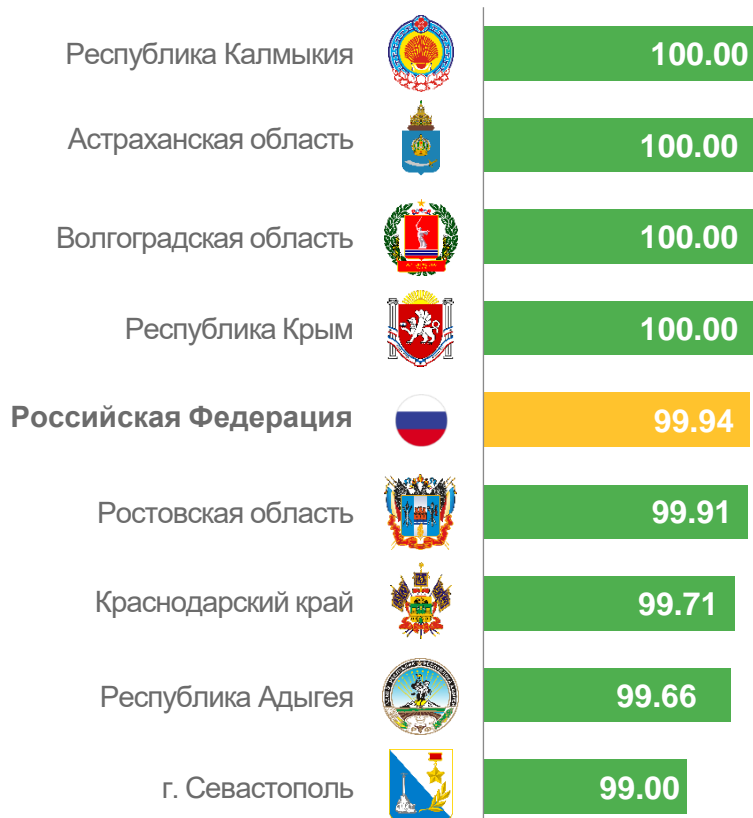 Республика Калмыкия 100.00
Астраханская область 100.00
Волгоградская область 100.00
Республика Крым 100.00
Российская Федерация 99.94
Ростовская область 99.91
Краснодарский край 99.71
Республика Адыгея 99.66
г. Севастополь 99.00